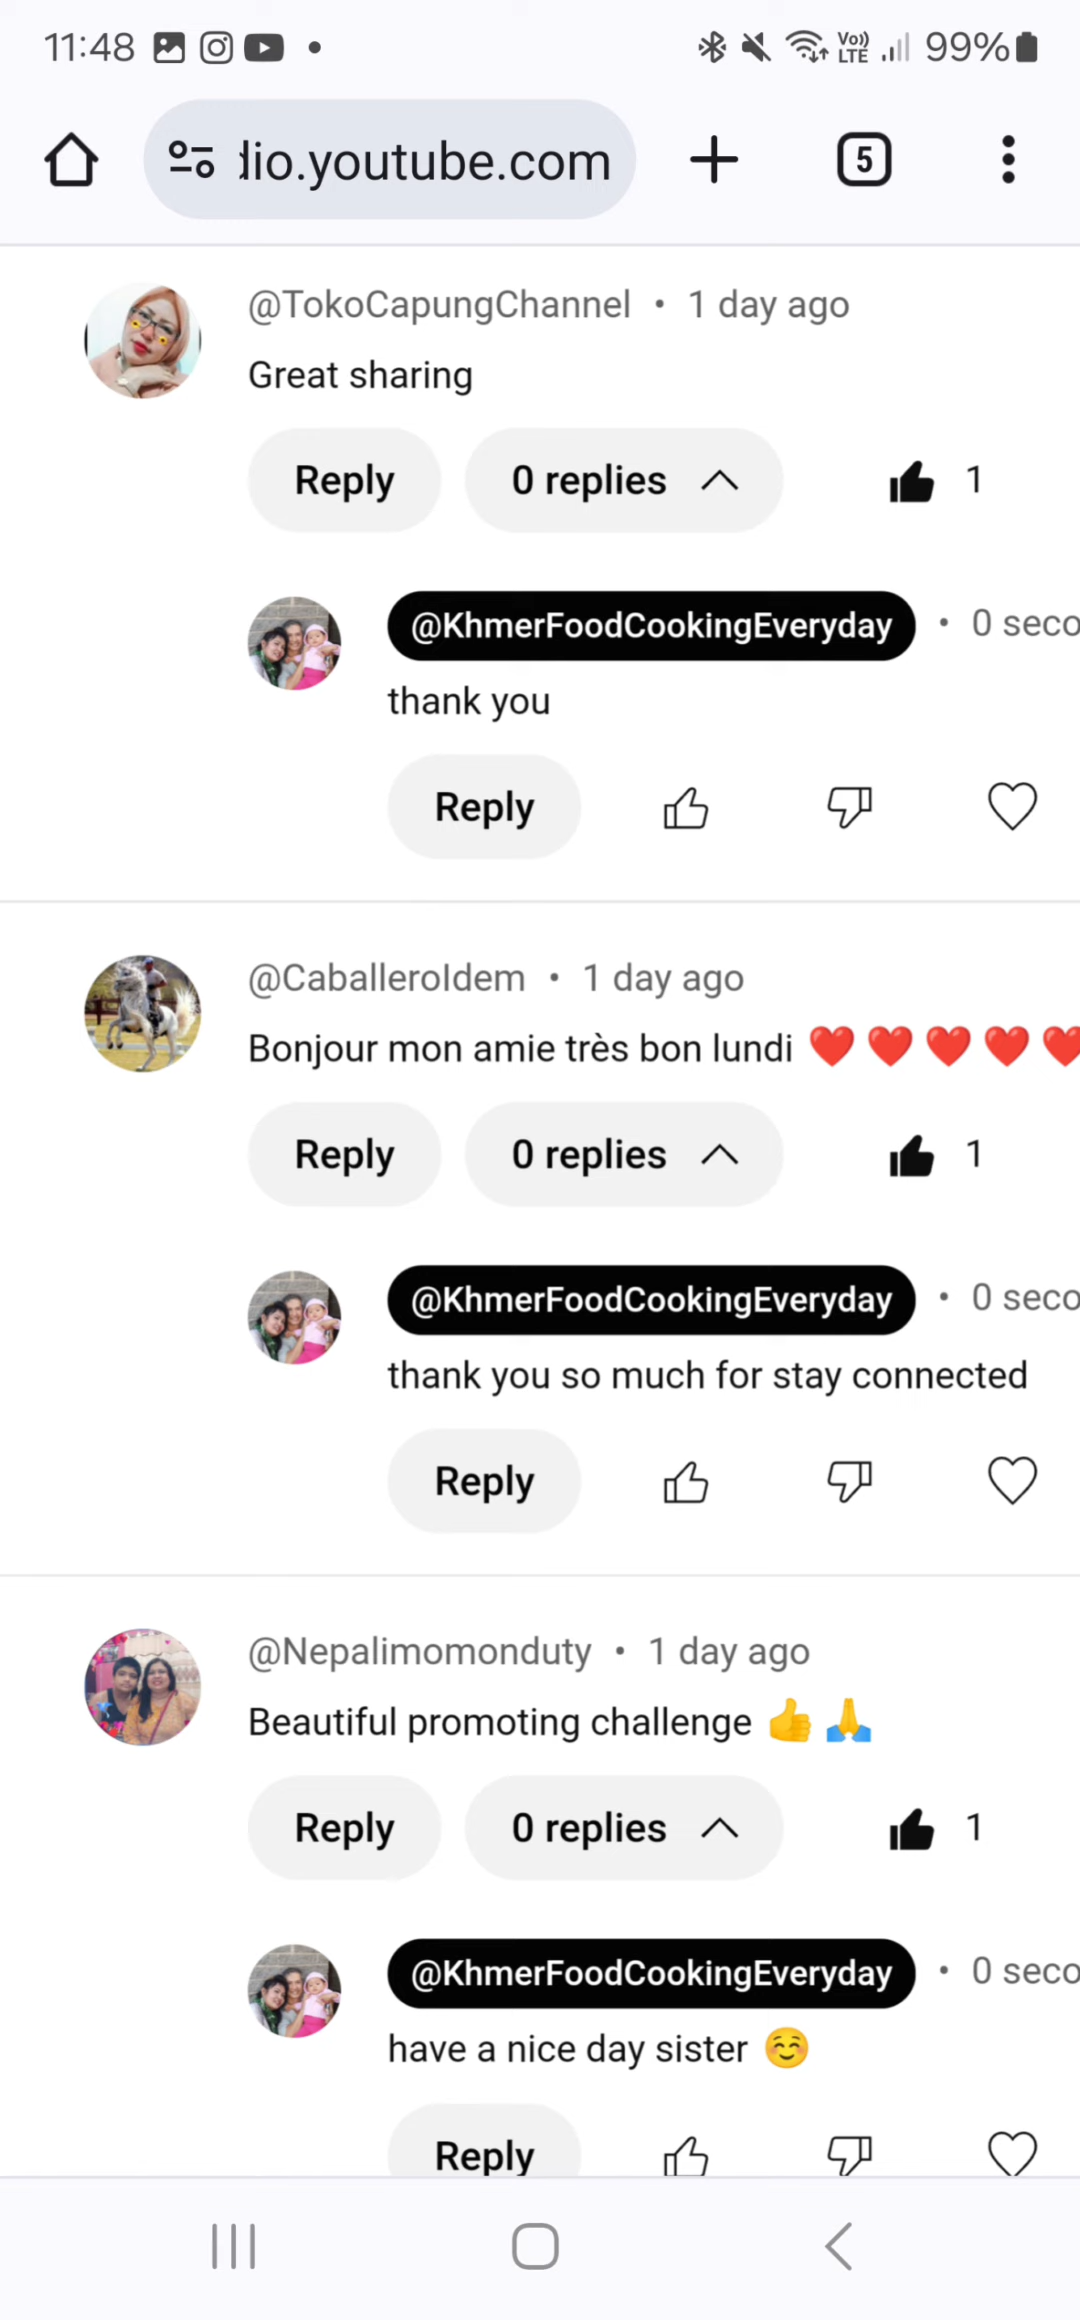 11:48 Vo)) LTE 99%
dio.youtube.com 5
@TokoCapungChannel • 1 day ago
Great sharing
Reply 0 replies 1
@KhmerFoodCookingEveryday • 0 seco
thank you
Reply
@CaballeroIdem • 1 day ago
Bonjour mon amie très bon lundi ❤️❤️❤️❤️❤️
Reply 0 replies 1
@KhmerFoodCookingEveryday • 0 seco
thank you so much for stay connected
Reply
@Nepalimomonduty • 1 day ago
Beautiful promoting challenge 👍🙏
Reply 0 replies 1
@KhmerFoodCookingEveryday • 0 seco
have a nice day sister ☺️
Reply